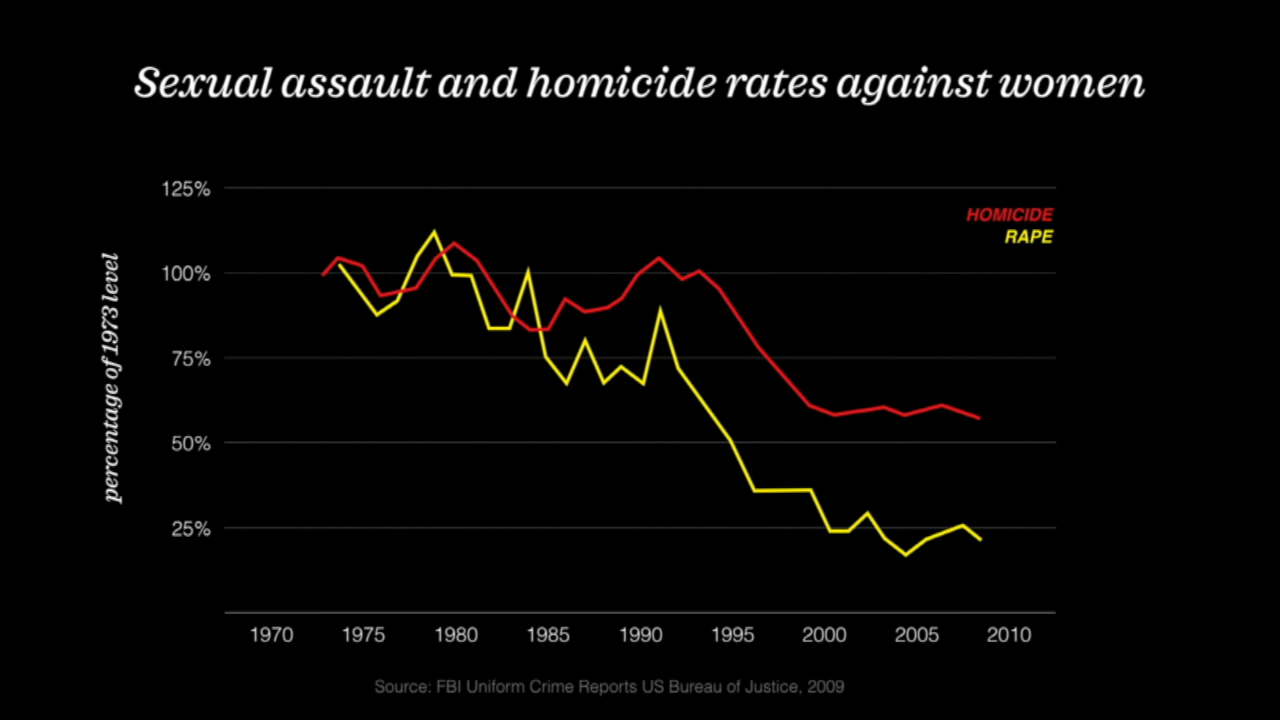 Sexual assault and homicide rates against women
125%
HOMICIDE
RAPE
100%
75%
50%
25%
percentage of 1973 level
1970 1975 1980 1985 1990 1995 2000 2005 2010
Source: FBI Uniform Crime Reports US Bureau of Justice, 2009